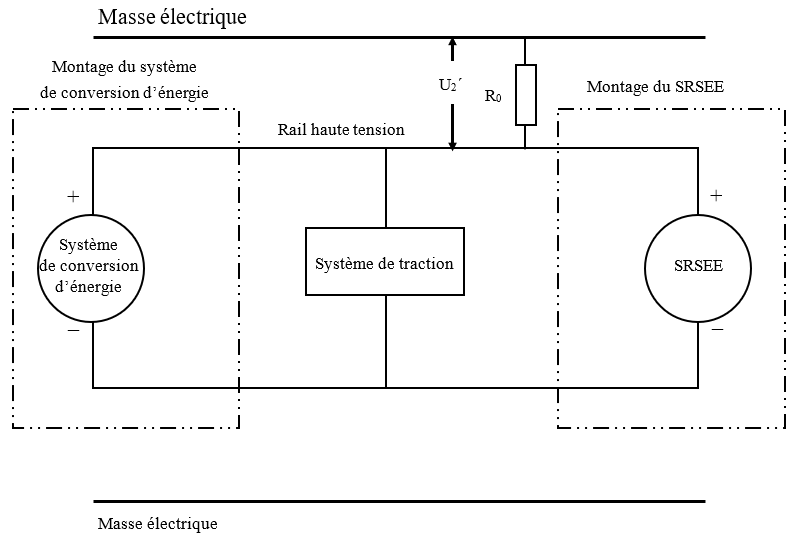 Masse électrique
Montage du système
de conversion d’énergie
U2´
R0
Montage du SRSEE
Rail haute tension
+
+
Système
de conversion
d’énergie
Système de traction
SRSEE
−
−
Masse électrique